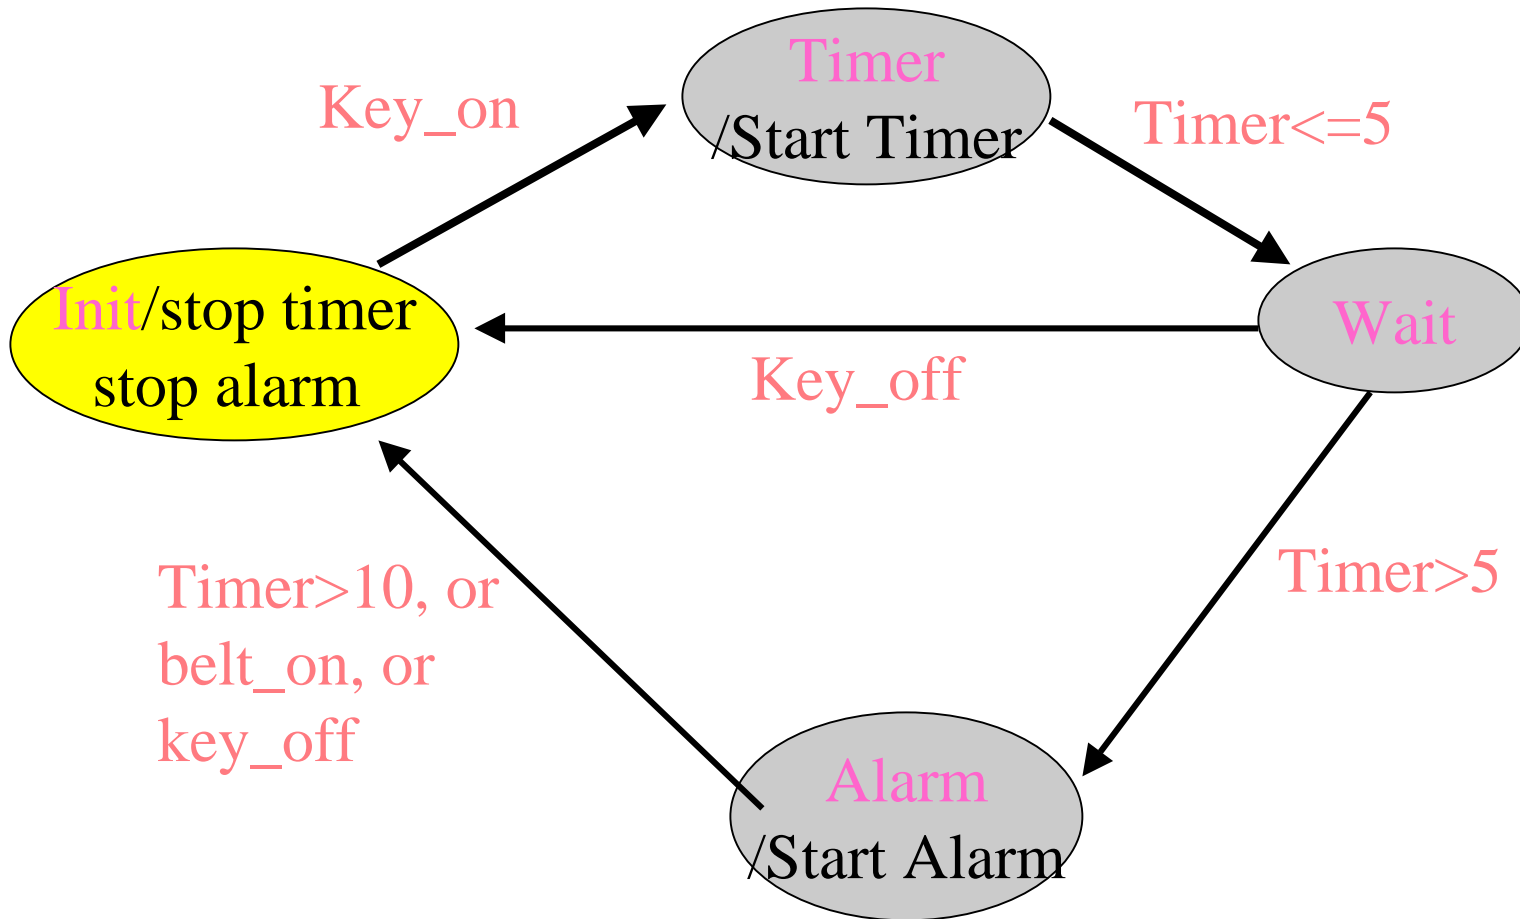 Timer
/Start Timer
Key_on
Timer<=5
Init/stop timer
stop alarm
Wait
Key_off
Timer>10, or
belt_on, or
key_off
Timer>5
Alarm
/Start Alarm